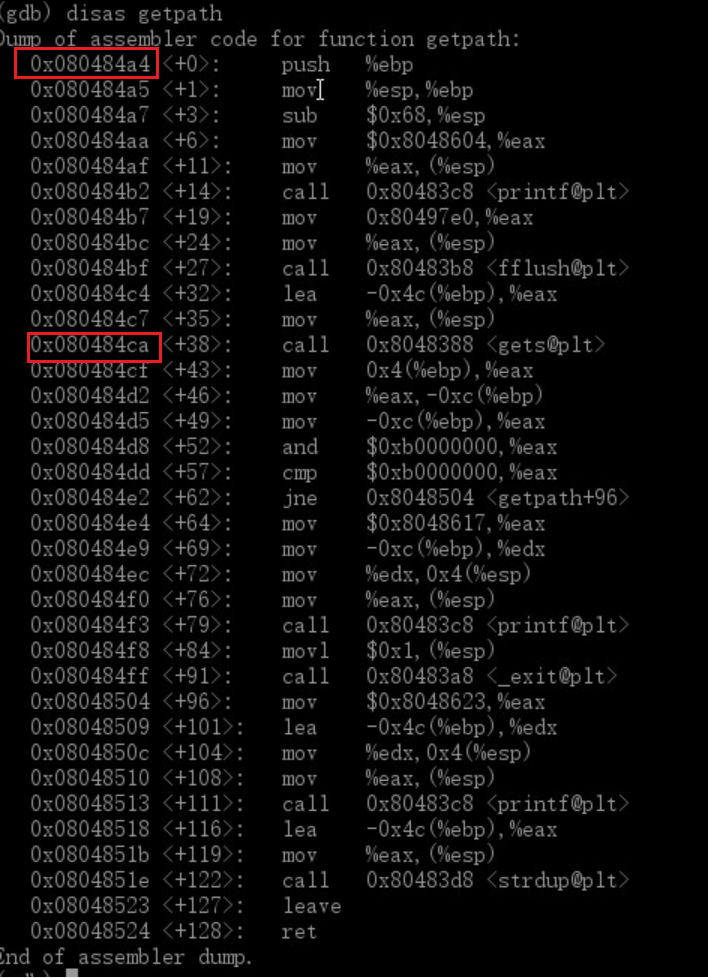 (gdb) disas getpath
Dump of assembler code for function getpath:
0x080484a4 <+0>: push %ebp
0x080484a5 <+1>: mov %esp,%ebp
0x080484a7 <+3>: sub $0x68,%esp
0x080484aa <+6>: mov $0x8048604,%eax
0x080484af <+11>: mov %eax,(%esp)
0x080484b2 <+14>: call 0x80483c8 <printf@plt>
0x080484b7 <+19>: mov 0x80497e0,%eax
0x080484bc <+24>: mov %eax,(%esp)
0x080484bf <+27>: call 0x80483b8 <fflush@plt>
0x080484c4 <+32>: lea -0x4c(%ebp),%eax
0x080484c7 <+35>: mov %eax,(%esp)
0x080484ca <+38>: call 0x8048388 <gets@plt>
0x080484cf <+43>: mov 0x4(%ebp),%eax
0x080484d2 <+46>: mov %eax,-0xc(%ebp)
0x080484d5 <+49>: mov -0xc(%ebp),%eax
0x080484d8 <+52>: and $0xb0000000,%eax
0x080484dd <+57>: cmp $0xb0000000,%eax
0x080484e2 <+62>: jne 0x8048504 <getpath+96>
0x080484e4 <+64>: mov $0x8048617,%eax
0x080484e9 <+69>: mov -0xc(%ebp),%edx
0x080484ec <+72>: mov %edx,0x4(%esp)
0x080484f0 <+76>: mov %eax,(%esp)
0x080484f3 <+79>: call 0x80483c8 <printf@plt>
0x080484f8 <+84>: movl $0x1,(%esp)
0x080484ff <+91>: call 0x80483a8 <_exit@plt>
0x08048504 <+96>: mov $0x8048623,%eax
0x08048509 <+101>: lea -0x4c(%ebp),%edx
0x0804850c <+104>: mov %edx,0x4(%esp)
0x08048510 <+108>: mov %eax,(%esp)
0x08048513 <+111>: call 0x80483c8 <printf@plt>
0x08048518 <+116>: lea -0x4c(%ebp),%eax
0x0804851b <+119>: mov %eax,(%esp)
0x0804851e <+122>: call 0x80483d8 <strdup@plt>
0x08048523 <+127>: leave
0x08048524 <+128>: ret
End of assembler dump.